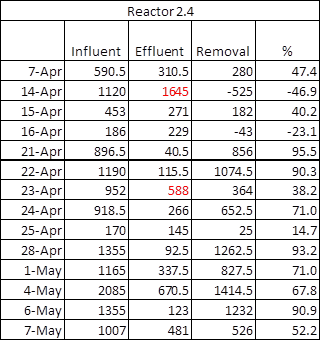 Reactor 2.4
Influent Effluent Removal %
7-Apr 590.5 310.5 280 47.4
14-Apr 1120 1645 -525 -46.9
15-Apr 453 271 182 40.2
16-Apr 186 229 -43 -23.1
21-Apr 896.5 40.5 856 95.5
22-Apr 1190 115.5 1074.5 90.3
23-Apr 952 588 364 38.2
24-Apr 918.5 266 652.5 71.0
25-Apr 170 145 25 14.7
28-Apr 1355 92.5 1262.5 93.2
1-May 1165 337.5 827.5 71.0
4-May 2085 670.5 1414.5 67.8
6-May 1355 123 1232 90.9
7-May 1007 481 526 52.2